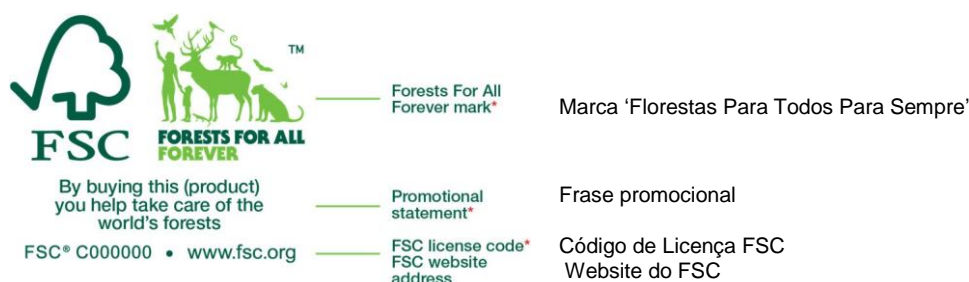 FSC
TM
FORESTS FOR ALL
FOREVER
By buying this (product)
you help take care of the
world's forests
FSC® C000000 • www.fsc.org
Forests For All
Forever mark*
Marca ‘Florestas Para Todos Para Sempre’
Promotional
statement*
Frase promocional
FSC license code*
FSC website
address
Código de Licença FSC
Website do FSC